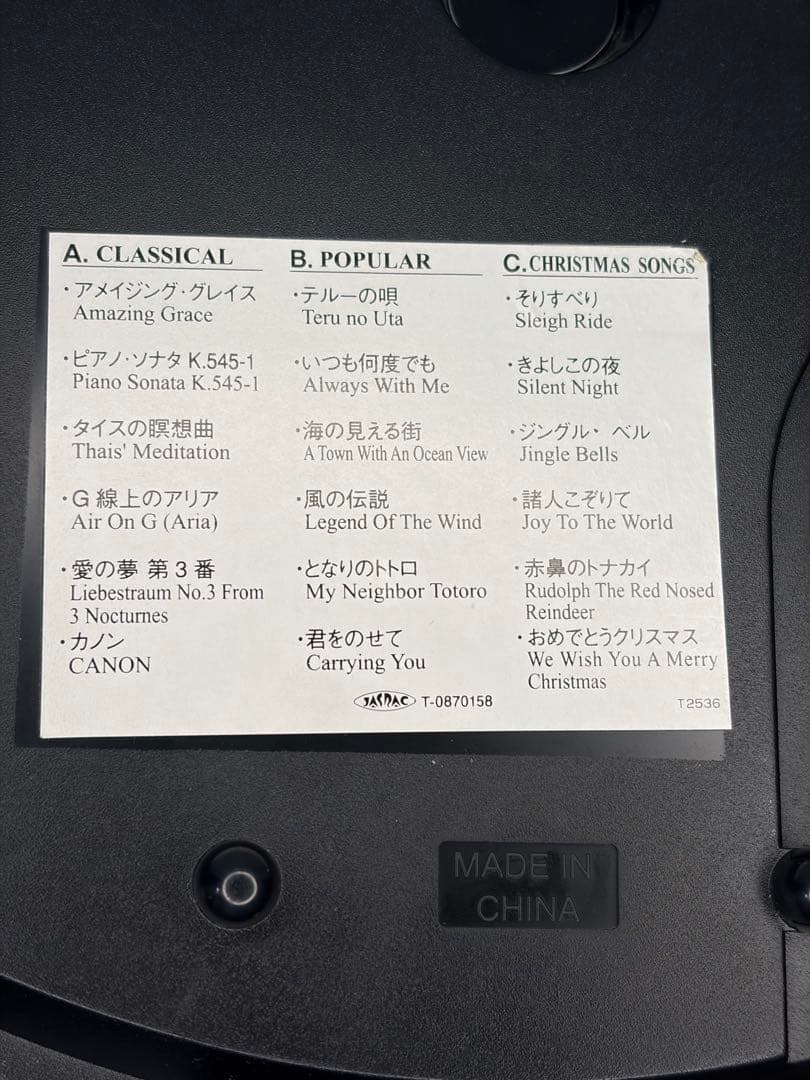 A. CLASSICAL
・アメイジング・グレイス
Amazing Grace
・ピアノ・ソナタ K.545-1
Piano Sonata K.545-1
・タイスの瞑想曲
Thais' Meditation
・G 線上のアリア
Air On G (Aria)
・愛の夢 第3番
Liebestraum No.3 From
3 Nocturnes
・カノン
CANON
B. POPULAR
・テルーの唄
Teru no Uta
・いつも何度でも
Always With Me
・海の見える街
A Town With An Ocean View
・風の伝説
Legend Of The Wind
・となりのトトロ
My Neighbor Totoro
・君をのせて
Carrying You
C. CHRISTMAS SONGS
・そりすべり
Sleigh Ride
・きよしこの夜
Silent Night
・ジングル・ ベル
Jingle Bells
・諸人こぞりて
Joy To The World
・赤鼻のトナカイ
Rudolph The Red Nosed
Reindeer
・おめでとうクリスマス
We Wish You A Merry
Christmas
JASRAC T-0870158
T2536
MADE IN
CHINA